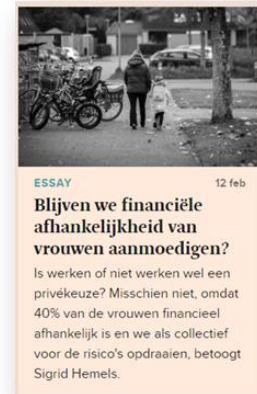 ESSAY 12 feb
Blijven we financiële
afhankelijkheid van
vrouwen aanmoedigen?
Is werken of niet werken wel een
privékeuze? Misschien niet, omdat
40% van de vrouwen financieel
afhankelijk is en we als collectief
voor de risico's opdraaien, betoogt
Sigrid Hemels.